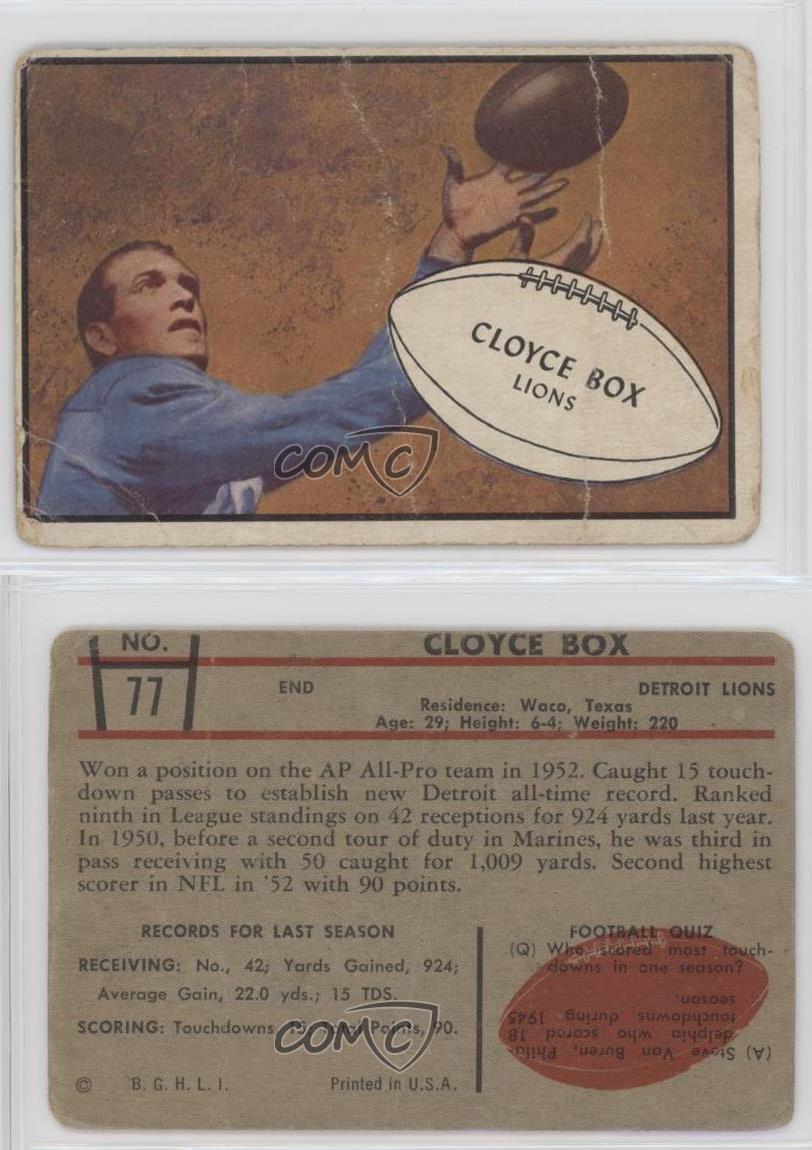 CLOYCE BOX
LIONS
COMC
NO.
77
CLOYCE BOX
END
DETROIT LIONS
Residence: Waco, Texas
Age: 29; Height: 6-4; Weight: 220
Won a position on the AP All-Pro team in 1952. Caught 15 touch-
down passes to establish new Detroit all-time record. Ranked
ninth in League standings on 42 receptions for 924 yards last year.
In 1950, before a second tour of duty in Marines, he was third in
pass receiving with 50 caught for 1,009 yards. Second highest
scorer in NFL in '52 with 90 points.
RECORDS FOR LAST SEASON
RECEIVING: No., 42; Yards Gained, 924;
Average Gain, 22.0 yds.; 15 TDS.
SCORING: Touchdowns 15, Total Points, 90.
COMC
© B. G. H. L. I.
Printed in U.S.A.
FOOTBALL QUIZ
(Q) Who scored most touch-
downs in one season?
(A) Steve Van Buren, Phila-
delphia who scored 18
touchdowns during 1945
season.